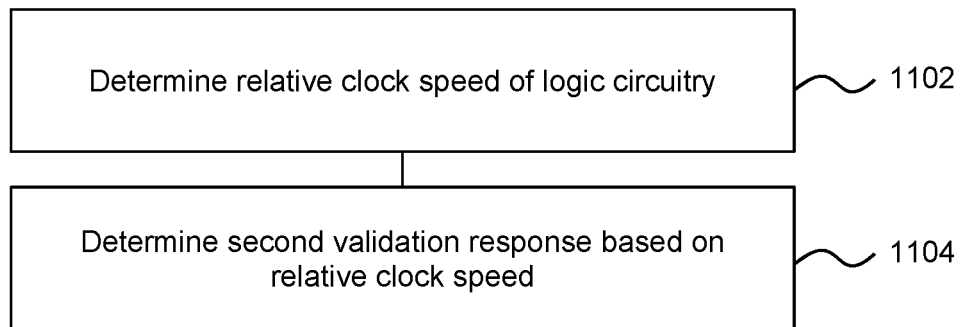 Determine relative clock speed of logic circuitry
1102
Determine second validation response based on
relative clock speed
1104